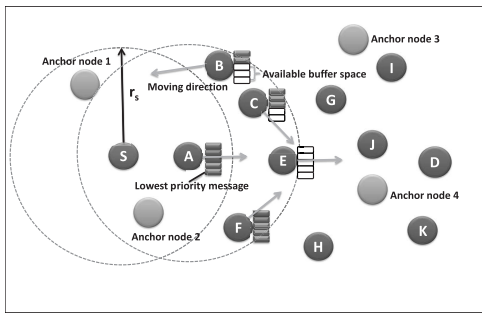 Anchor node 1
Anchor node 3
B
I
Available buffer space
Moving direction
rs
C
G
S
A
E
J
D
Lowest priority message
Anchor node 4
Anchor node 2
F
H
K